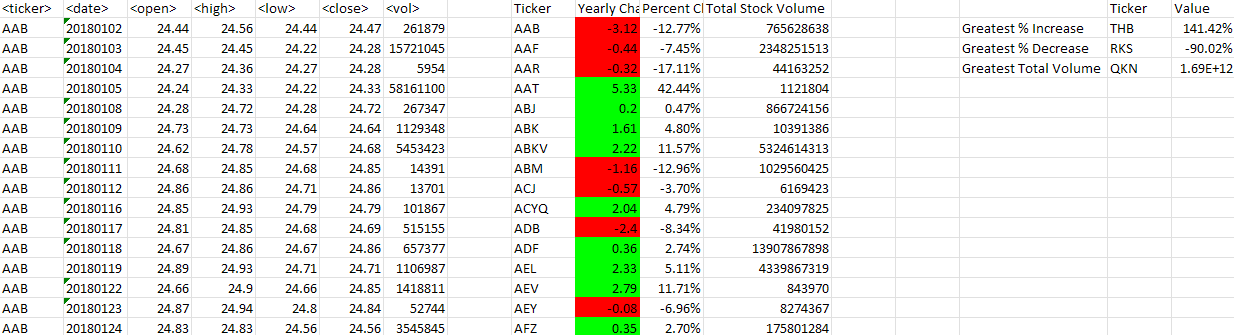 <ticker> <date> <open> <high> <low> <close> <vol> Ticker Yearly Cha Percent C Total Stock Volume Ticker Value
AAB 20180102 24.44 24.56 24.44 24.47 261879 AAB -3.12 -12.77% 765628638 Greatest % Increase THB 141.42%
AAB 20180103 24.45 24.45 24.22 24.28 15721045 AAF -0.44 -7.45% 2348251513 Greatest % Decrease RKS -90.02%
AAB 20180104 24.27 24.36 24.27 24.28 5954 AAR -0.32 -17.11% 44163252 Greatest Total Volume QKN 1.69E+12
AAB 20180105 24.24 24.33 24.22 24.33 58161100 AAT 5.33 42.44% 1121804
AAB 20180108 24.28 24.72 24.28 24.72 267347 ABJ 0.2 0.47% 866724156
AAB 20180109 24.73 24.73 24.64 24.64 1129348 ABK 1.61 4.80% 10391386
AAB 20180110 24.62 24.78 24.57 24.68 5453423 ABKV 2.22 11.57% 5324614313
AAB 20180111 24.68 24.85 24.68 24.85 14391 ABM -1.16 -12.96% 1029560425
AAB 20180112 24.86 24.86 24.71 24.86 13701 ACJ -0.57 -3.70% 6169423
AAB 20180116 24.85 24.93 24.79 24.79 101867 ACYQ 2.04 4.79% 234097825
AAB 20180117 24.81 24.85 24.68 24.69 515155 ADB -2.4 -8.34% 41980152
AAB 20180118 24.67 24.86 24.67 24.86 657377 ADF 0.36 2.74% 13907867898
AAB 20180119 24.89 24.93 24.71 24.71 1106987 AEL 2.33 5.11% 4339867319
AAB 20180122 24.66 24.9 24.66 24.85 1418811 AEV 2.79 11.71% 843970
AAB 20180123 24.87 24.94 24.8 24.84 52744 AEY -0.08 -6.96% 8274367
AAB 20180124 24.83 24.83 24.56 24.56 3545845 AFZ 0.35 2.70% 175801284